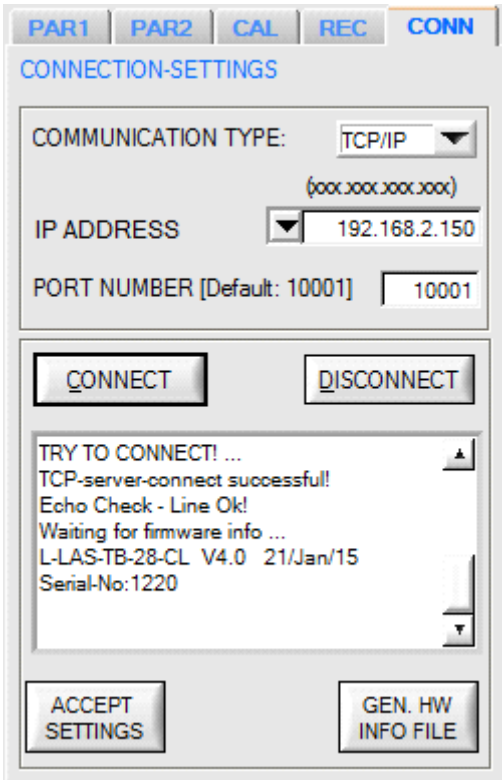 PAR1 PAR2 CAL REC CONN
CONNECTION-SETTINGS
COMMUNICATION TYPE: TCP/IP
(xxx.xxx.xxx.xxx)
IP ADDRESS 192.168.2.150
PORT NUMBER [Default: 10001] 10001
CONNECT DISCONNECT
TRY TO CONNECT! ...
TCP-server-connect successful!
Echo Check - Line Ok!
Waiting for firmware info ...
L-LAS-TB-28-CL V4.0 21/Jan/15
Serial-No:1220
ACCEPT SETTINGS
GEN. HW INFO FILE